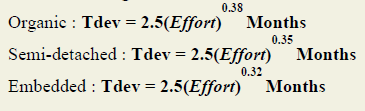 Organic : Tdev = 2.5(Effort)^0.38 Months
Semi-detached : Tdev = 2.5(Effort)^0.35 Months
Embedded : Tdev = 2.5(Effort)^0.32 Months